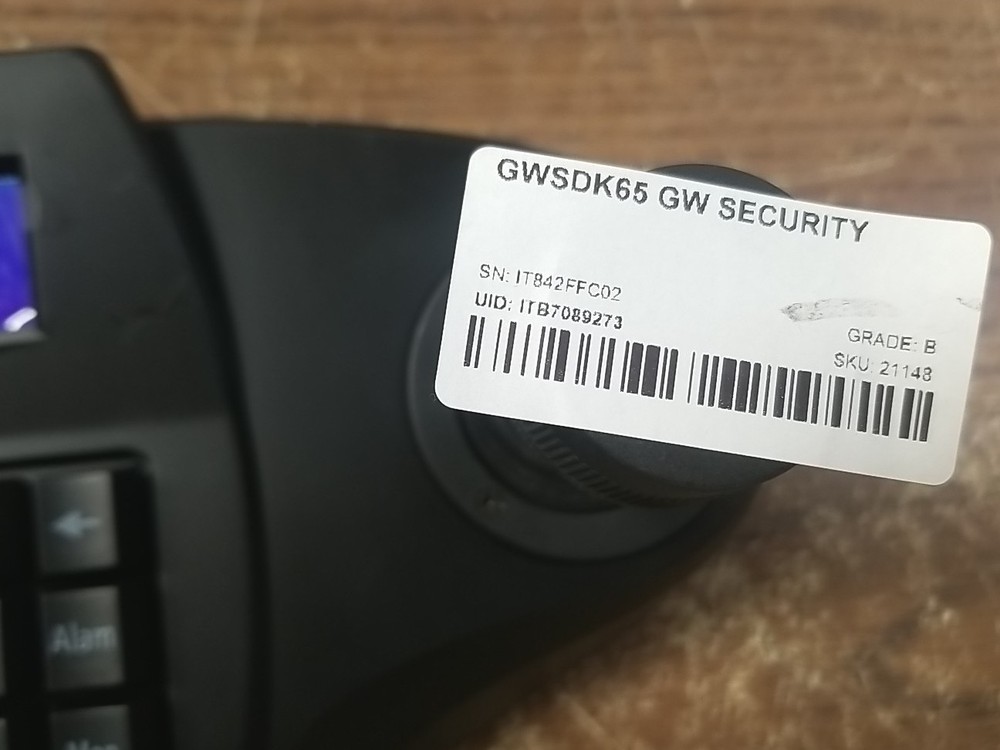 GWSDK65 GW SECURITY
SN: IT842FFC02
UID: ITB7089273
GRADE: B
SKU: 21148
Alam